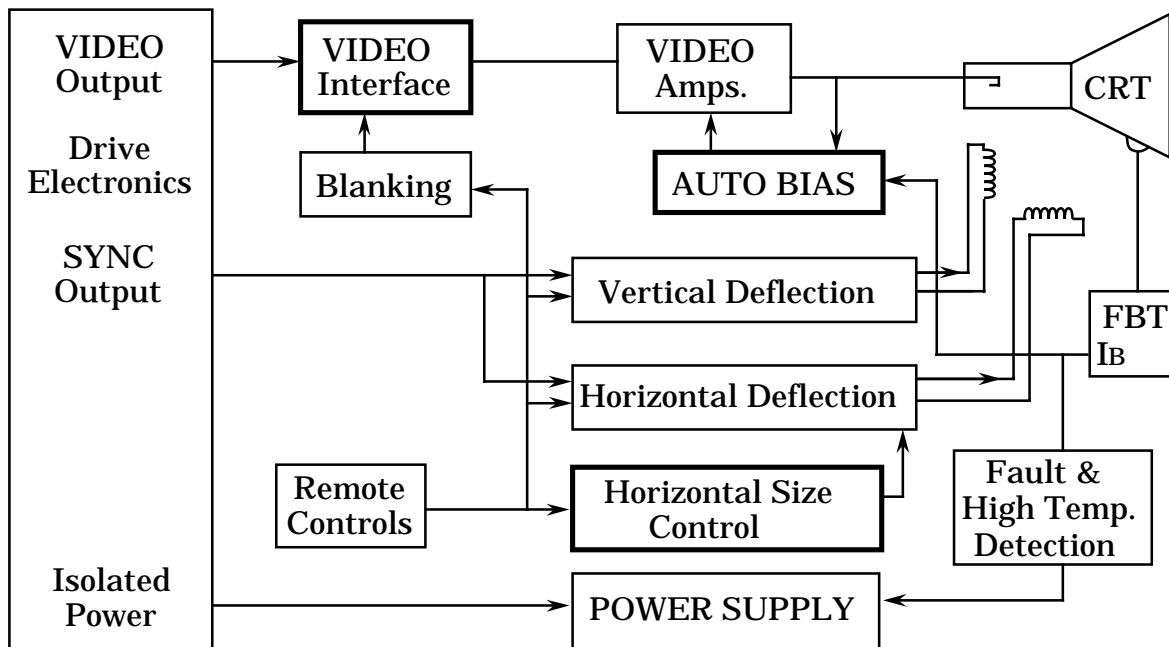 VIDEO
Output
Drive
Electronics
SYNC
Output
Isolated
Power
VIDEO
Interface
VIDEO
Amps.
CRT
Blanking
AUTO BIAS
Vertical Deflection
FBT
IB
Horizontal Deflection
Remote
Controls
Horizontal Size
Control
Fault &
High Temp.
Detection
POWER SUPPLY